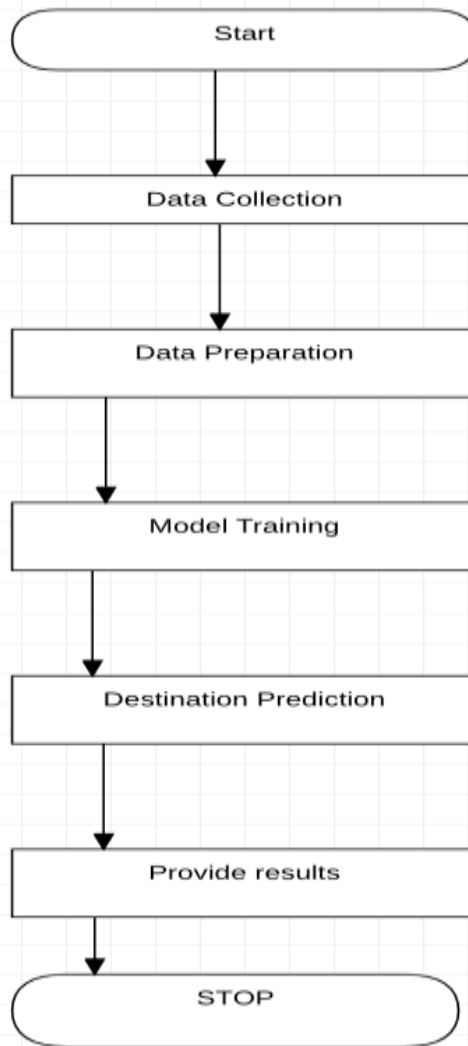 Start
Data Collection
Data Preparation
Model Training
Destination Prediction
Provide results
STOP